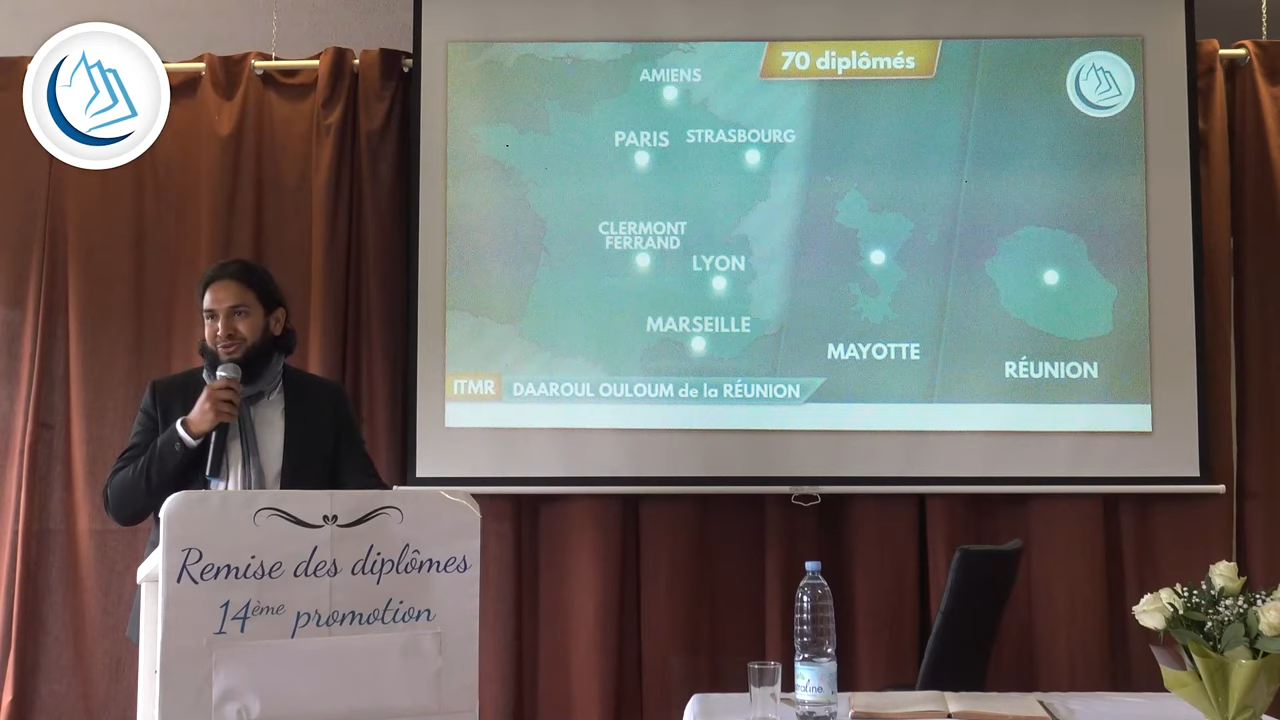 70 diplômés
AMIENS
PARIS
STRASBOURG
CLERMONT
FERRAND
LYON
MARSEILLE
MAYOTTE
RÉUNION
ITMR
DAAROUL OULOUM de la RÉUNION
Remise des diplômes
14ème promotion